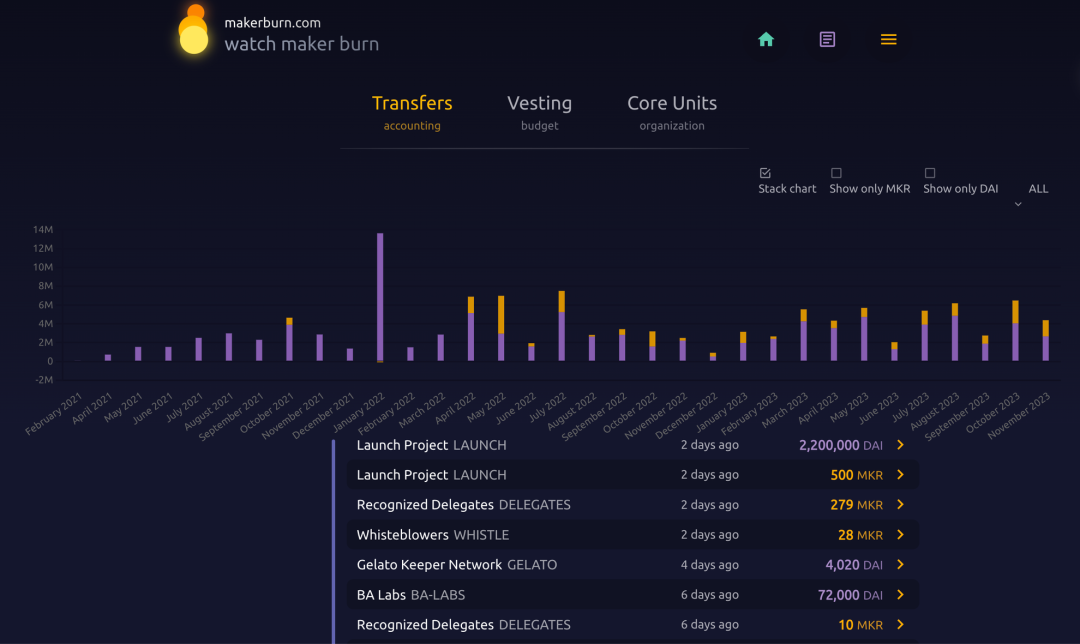 makerburn.com
watch maker burn
Transfers Vesting Core Units
accounting budget organization
Stack chart Show only MKR Show only DAI ALL
14M
12M
10M
8M
6M
4M
2M
0
-2M
February 2021 April 2021 May 2021 June 2021 July 2021 August 2021 September 2021 October 2021 November 2021 December 2021 January 2022 February 2022 March 2022 April 2022 May 2022 June 2022 July 2022 August 2022 September 2022 October 2022 November 2022 December 2022 January 2023 February 2023 March 2023 April 2023 May 2023 June 2023 July 2023 August 2023 September 2023 October 2023 November 2023
Launch Project LAUNCH 2 days ago 2,200,000 DAI
Launch Project LAUNCH 2 days ago 500 MKR
Recognized Delegates DELEGATES 2 days ago 279 MKR
Whisteblowers WHISTLE 2 days ago 28 MKR
Gelato Keeper Network GELATO 4 days ago 4,020 DAI
BA Labs BA-LABS 6 days ago 72,000 DAI
Recognized Delegates DELEGATES 6 days ago 10 MKR